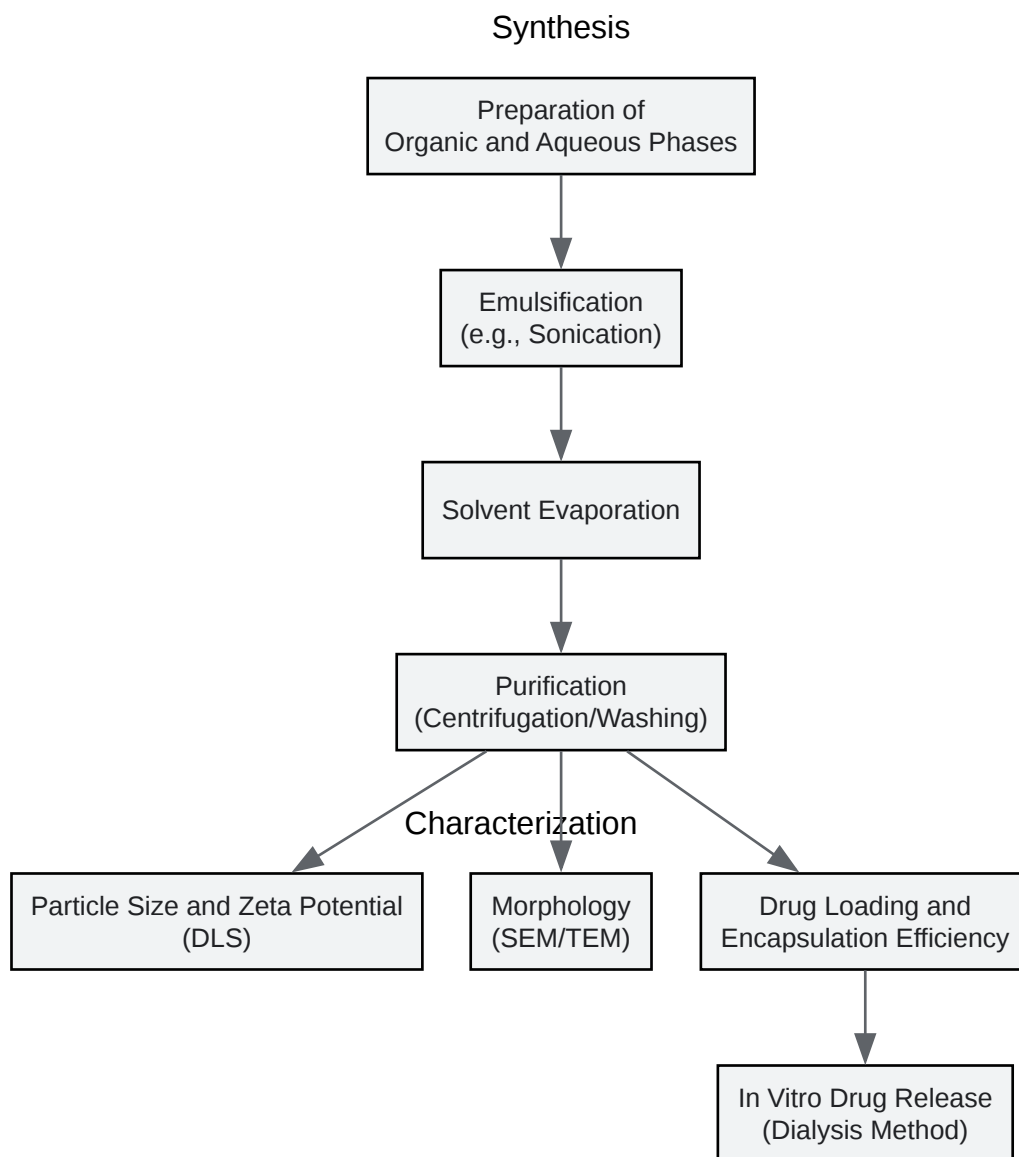 Synthesis
Preparation of
Organic and Aqueous Phases
Emulsification
(e.g., Sonication)
Solvent Evaporation
Purification
(Centrifugation/Washing)
Characterization
Particle Size and Zeta Potential
(DLS)
Morphology
(SEM/TEM)
Drug Loading and
Encapsulation Efficiency
In Vitro Drug Release
(Dialysis Method)